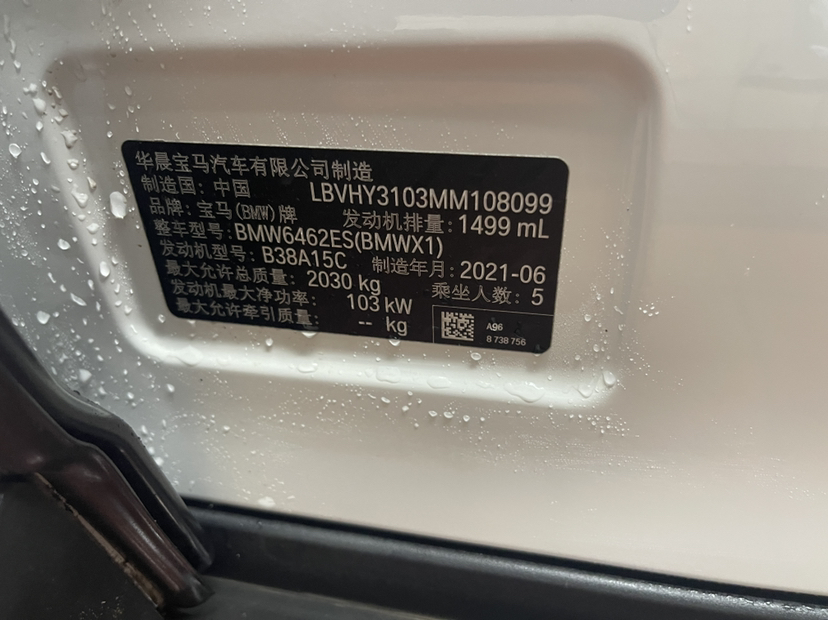 华晨宝马汽车有限公司制造
制造国: 中国 LBVHY3103MM108099
品牌: 宝马(BMW)牌 发动机排量: 1499 mL
整车型号: BMW6462ES(BMWX1)
发动机型号: B38A15C 制造年月: 2021-06
最大允许总质量: 2030 kg 乘坐人数: 5
发动机最大净功率: 103 kW
最大允许牵引质量: -- kg
A96 2
8 738 756